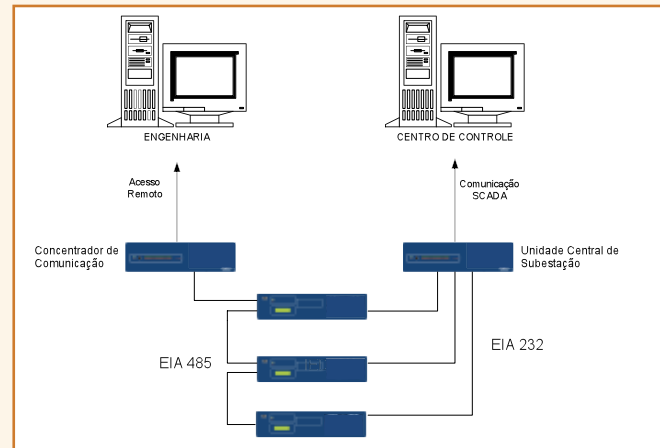 ENGENHARIA
CENTRO DE CONTROLE
Acesso
Remoto
Comunicação
SCADA
Concentrador de
Comunicação
Unidade Central de
Subestação
EIA 485
EIA 232